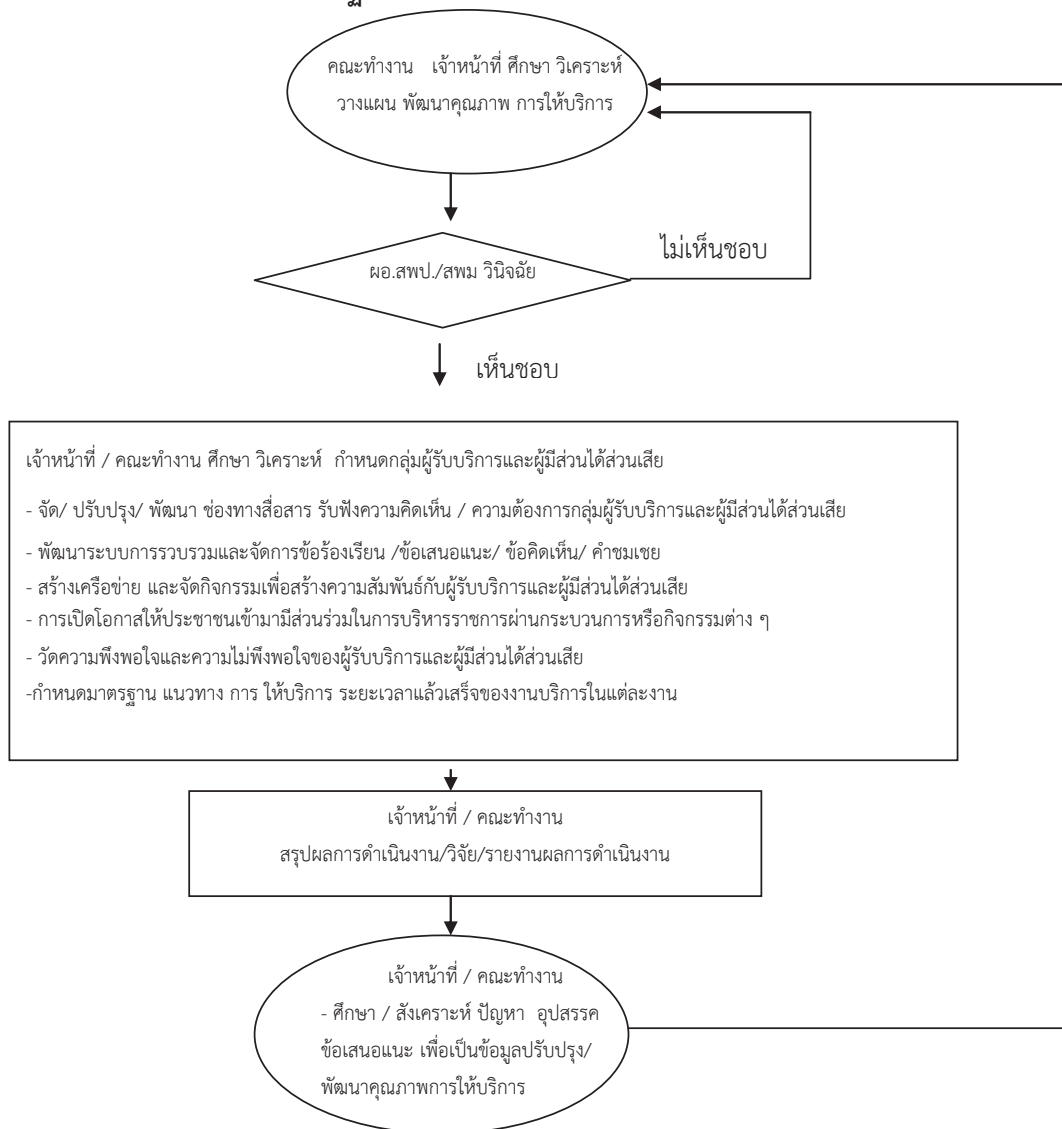 คณะทำงาน เจ้าหน้าที่ ศึกษา วิเคราะห์
วางแผน พัฒนาคุณภาพ การให้บริการ
ผอ.สพป./สพม วินิจฉัย
ไม่เห็นชอบ
เห็นชอบ
เจ้าหน้าที่ / คณะทำงาน ศึกษา วิเคราะห์ กำหนดกลุ่มผู้รับบริการและผู้มีส่วนได้ส่วนเสีย
- จัด/ ปรับปรุง/ พัฒนา ช่องทางสื่อสาร รับฟังความคิดเห็น / ความต้องการกลุ่มผู้รับบริการและผู้มีส่วนได้ส่วนเสีย
- พัฒนาระบบการรวบรวมและจัดการข้อร้องเรียน /ข้อเสนอแนะ/ ข้อคิดเห็น/ คำชมเชย
- สร้างเครือข่าย และจัดกิจกรรมเพื่อสร้างความสัมพันธ์กับผู้รับบริการและผู้มีส่วนได้ส่วนเสีย
- การเปิดโอกาสให้ประชาชนเข้ามามีส่วนร่วมในการบริหารราชการผ่านกระบวนการหรือกิจกรรมต่าง ๆ
- วัดความพึงพอใจและความไม่พึงพอใจของผู้รับบริการและผู้มีส่วนได้ส่วนเสีย
-กำหนดมาตรฐาน แนวทาง การ ให้บริการ ระยะเวลาแล้วเสร็จของงานบริการในแต่ละงาน
เจ้าหน้าที่ / คณะทำงาน
สรุปผลการดำเนินงาน/วิจัย/รายงานผลการดำเนินงาน
เจ้าหน้าที่ / คณะทำงาน
- ศึกษา / สังเคราะห์ ปัญหา อุปสรรค
ข้อเสนอแนะ เพื่อเป็นข้อมูลปรับปรุง/
พัฒนาคุณภาพการให้บริการ